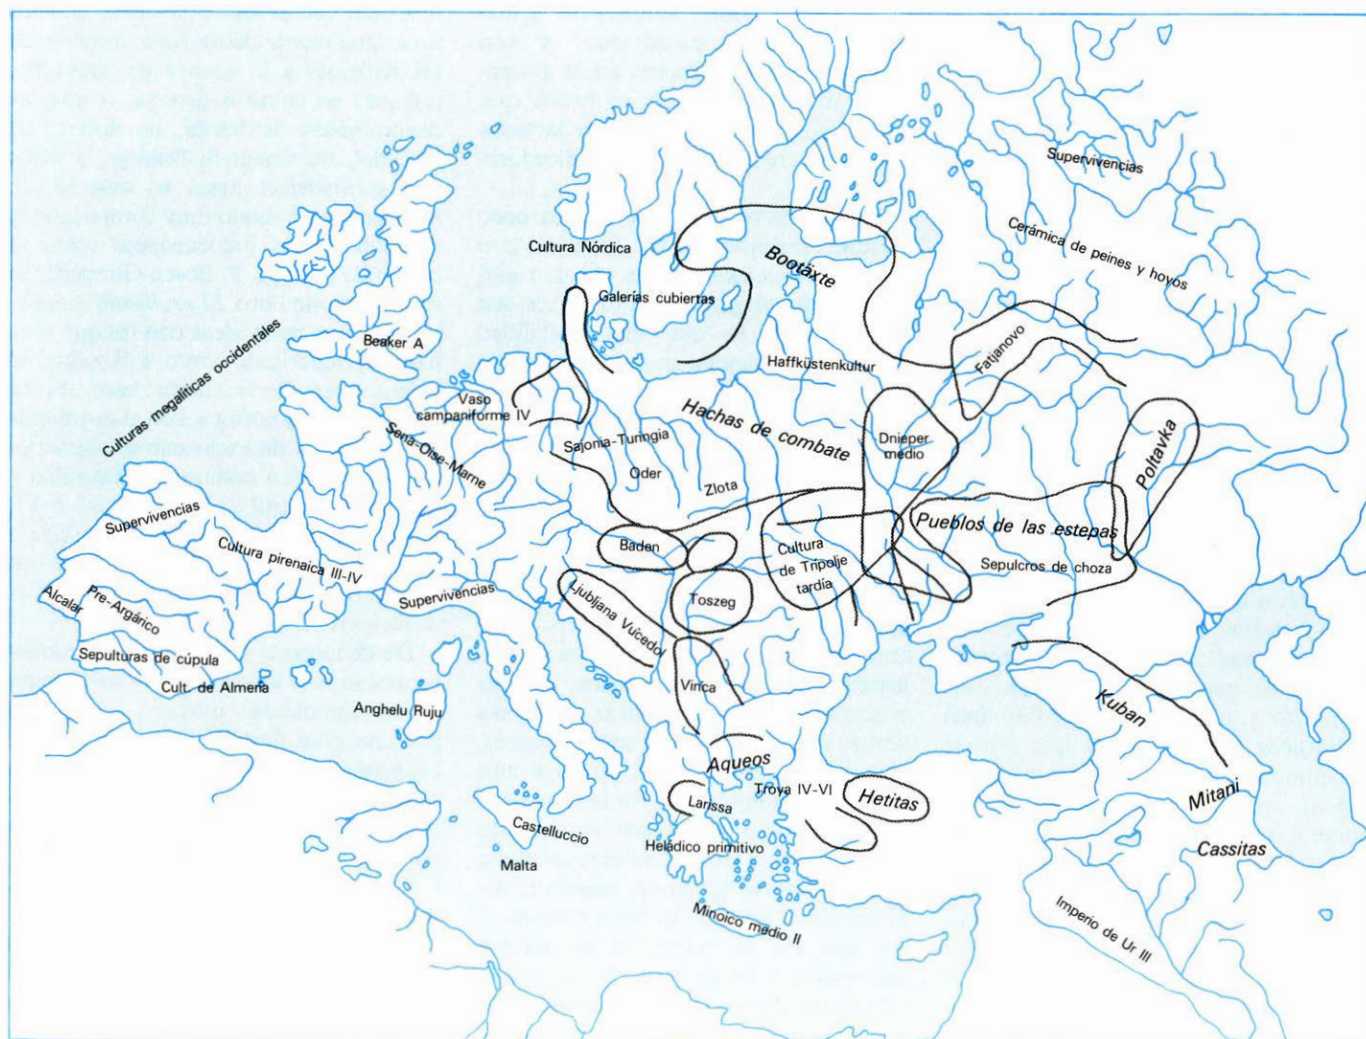 Supervivencias
Cerámica de peines y hoyos
Cultura Nórdica
Bootäxte
Galerías cubiertas
Culturas megalíticas occidentales
Beaker A
Haffküstenkultur
Fatjanovo
Vaso
campaniforme IV
Hachas de combate
Dnieper
medio
Sena-Oise-Marne
Sajonia-Turingia
Oder
Zlota
Poltavka
Supervivencias
Pueblos de las estepas
Cultura pirenaica III-IV
Baden
Cultura
de Tripolje
tardía
Sepulcros de choza
Alcalar
Pre-Argárico
Supervivencias
Ljubljana Vučedol
Toszeg
Sepulturas de cúpula
Cult. de Almería
Vinca
Anghelu Ruju
Kuban
Aqueos
Troya IV-VI
Hetitas
Mitani
Larissa
Castelluccio
Heládico primitivo
Cassitas
Malta
Minoico medio II
Imperio de Ur III